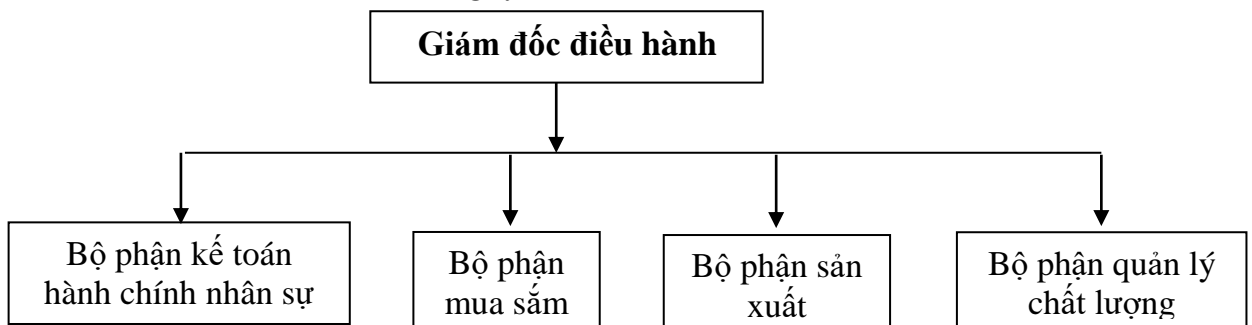 Giám đốc điều hành
Bộ phận kế toán
hành chính nhân sự
Bộ phận
mua sắm
Bộ phận sản
xuất
Bộ phận quản lý
chất lượng